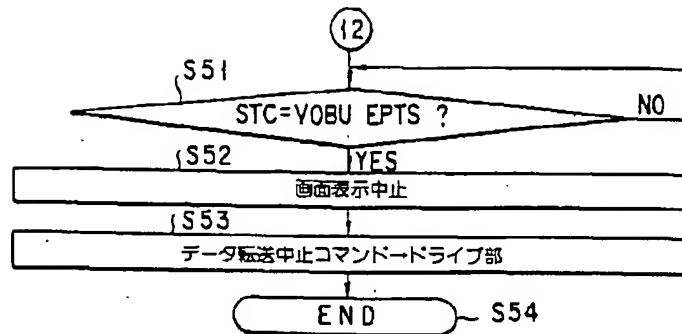 12
S51
STC=VOBU EPTS ?
NO
S52
YES
画面表示中止
S53
データ転送中止コマンド→ドライブ部
END
S54